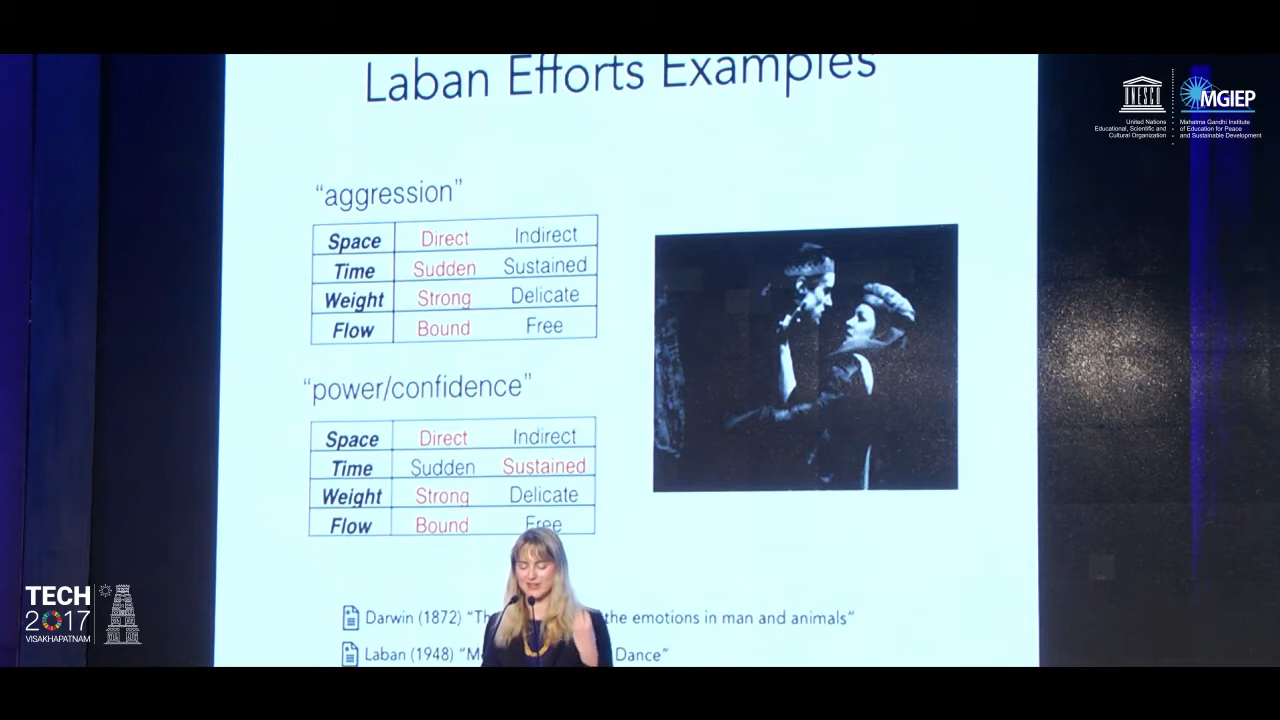 Laban Efforts Examples
UNESCO
MGIEP
United Nations
Educational, Scientific and
Cultural Organization
Mahatma Gandhi Institute
of Education for Peace
and Sustainable Development
“aggression”
Space Direct Indirect
Time Sudden Sustained
Weight Strong Delicate
Flow Bound Free
“power/confidence”
Space Direct Indirect
Time Sudden Sustained
Weight Strong Delicate
Flow Bound Free
Darwin (1872) “Th the emotions in man and animals”
Laban (1948) “M Dance”
TECH
2017
VISAKHAPATNAM